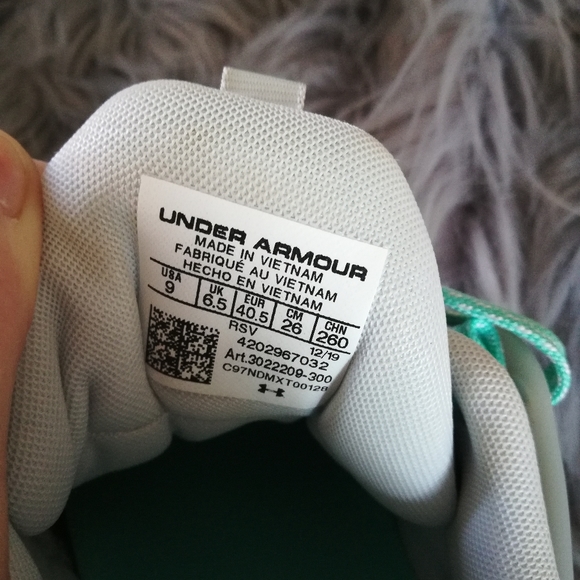 UNDER ARMOUR
MADE IN VIETNAM
FABRIQUÉ AU VIETNAM
HECHO EN VIETNAM
USA UK EUR CM CHN
9 6.5 40.5 26 260
RSV 12/19
4202967032
Art.3022209-300
C97NDMXT00128